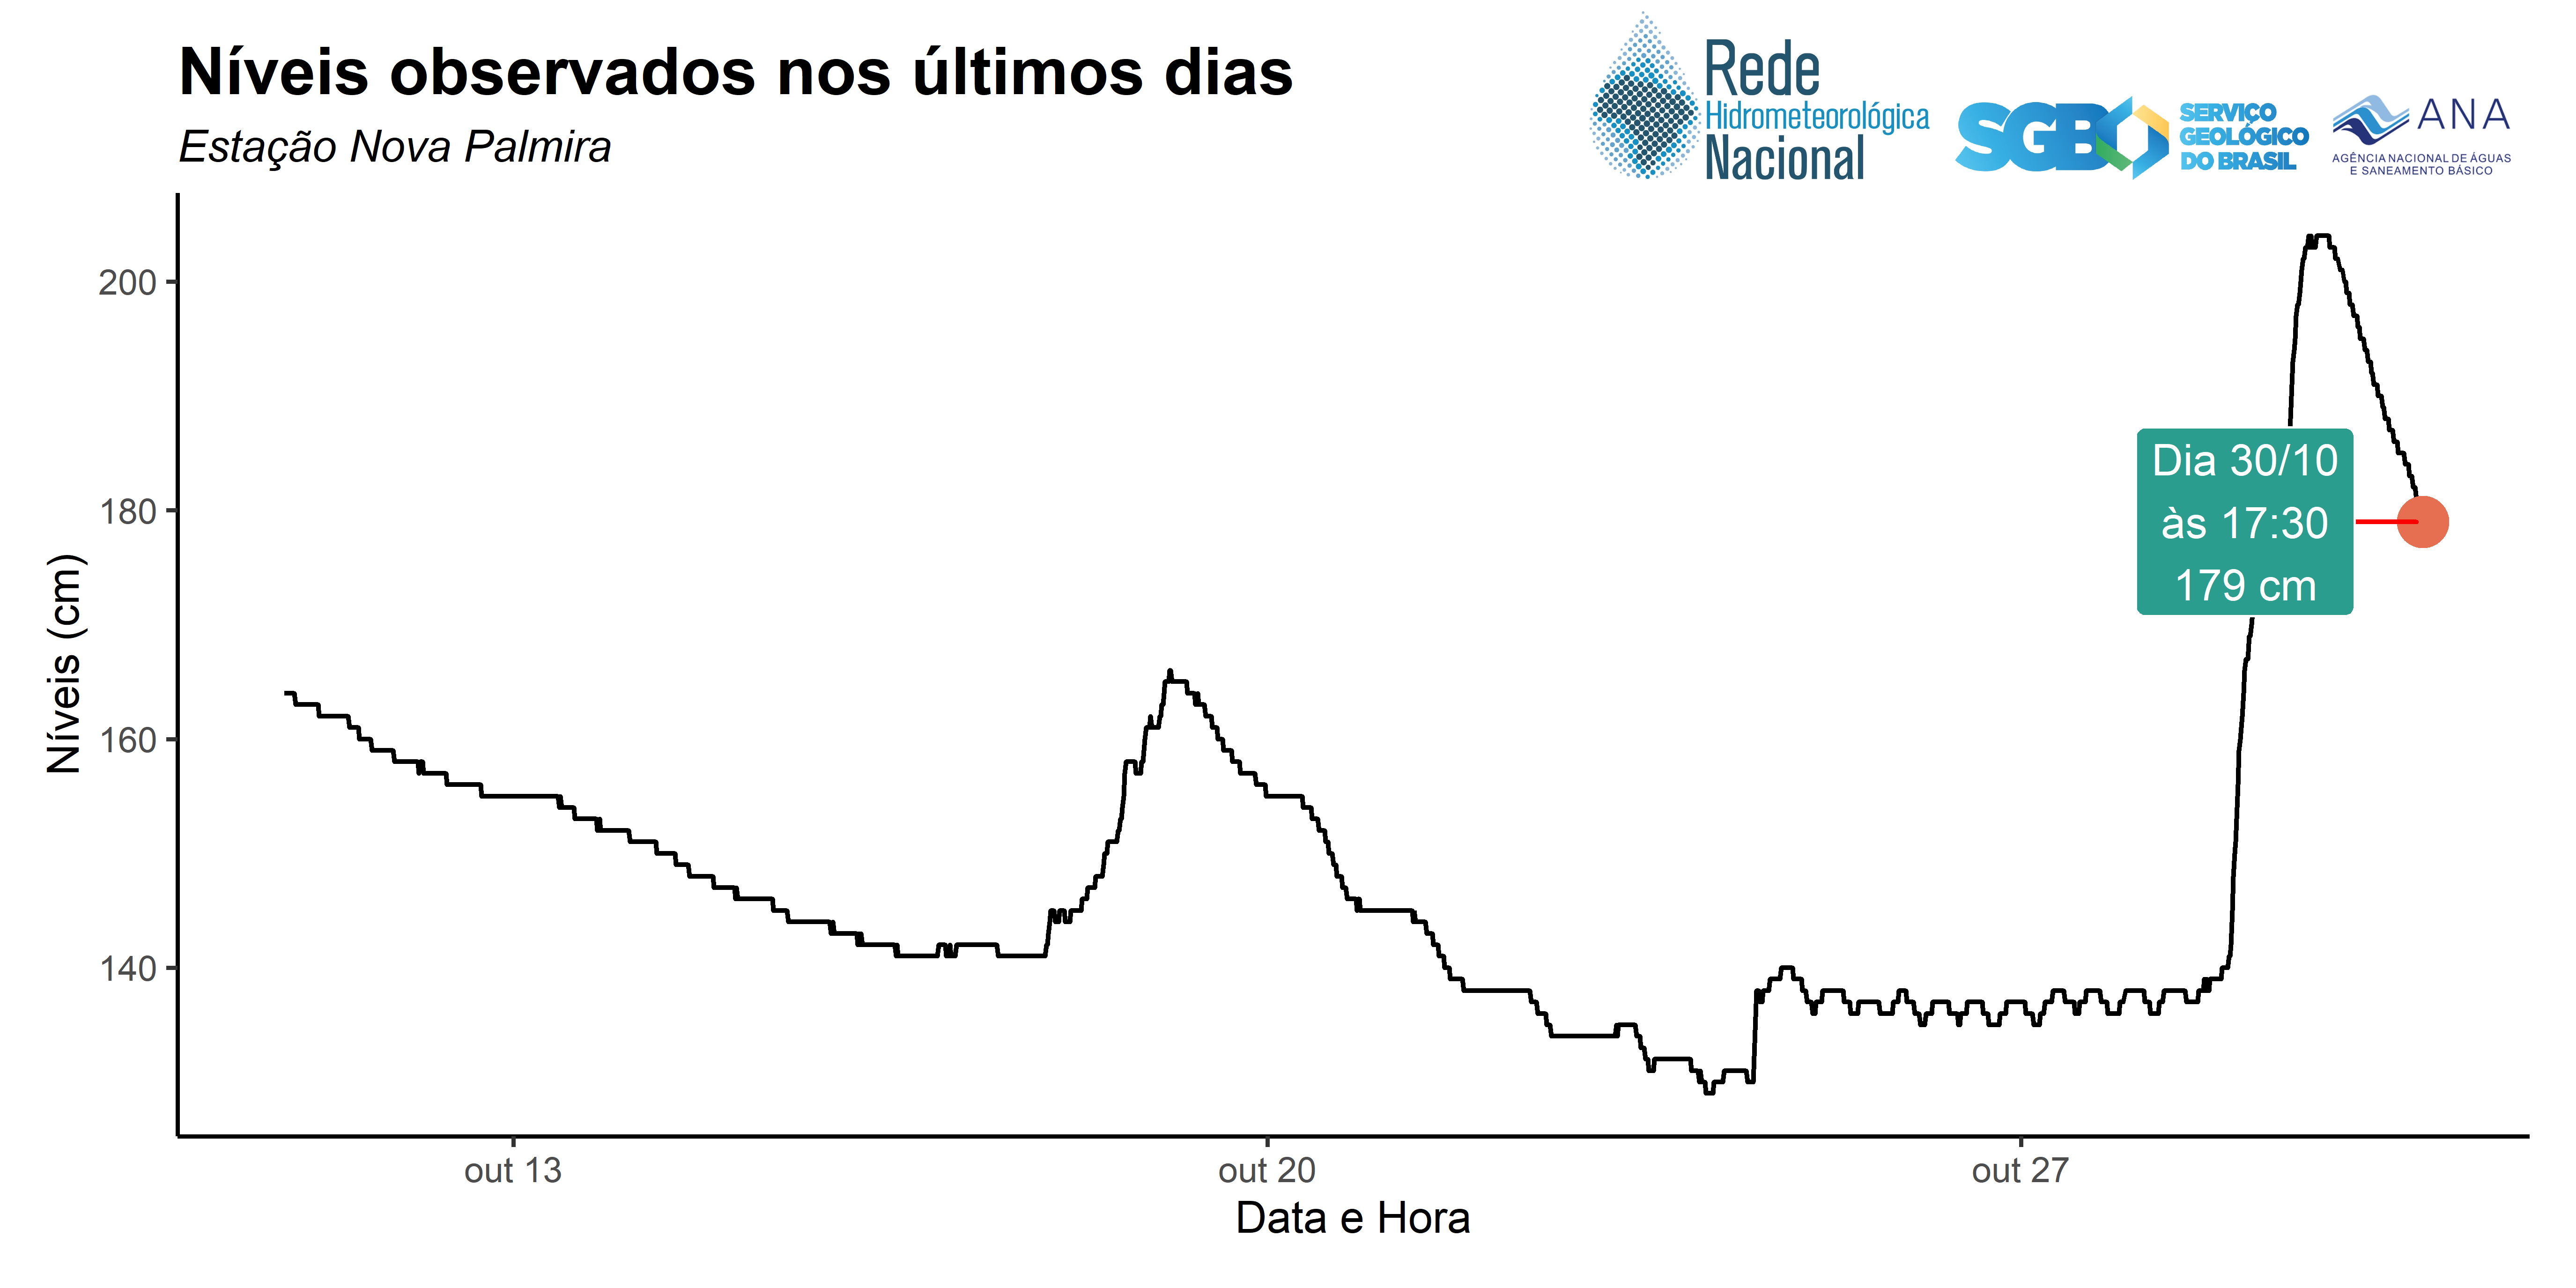 Níveis observados nos últimos dias
Estação Nova Palmira
Rede
Hidrometeorológica
Nacional
SGB
SERVIÇO
GEOLÓGICO
DO BRASIL
ANA
AGÊNCIA NACIONAL DE ÁGUAS
E SANEAMENTO BÁSICO
Níveis (cm)
200
180
160
140
Dia 30/10
às 17:30
179 cm
out 13
out 20
out 27
Data e Hora